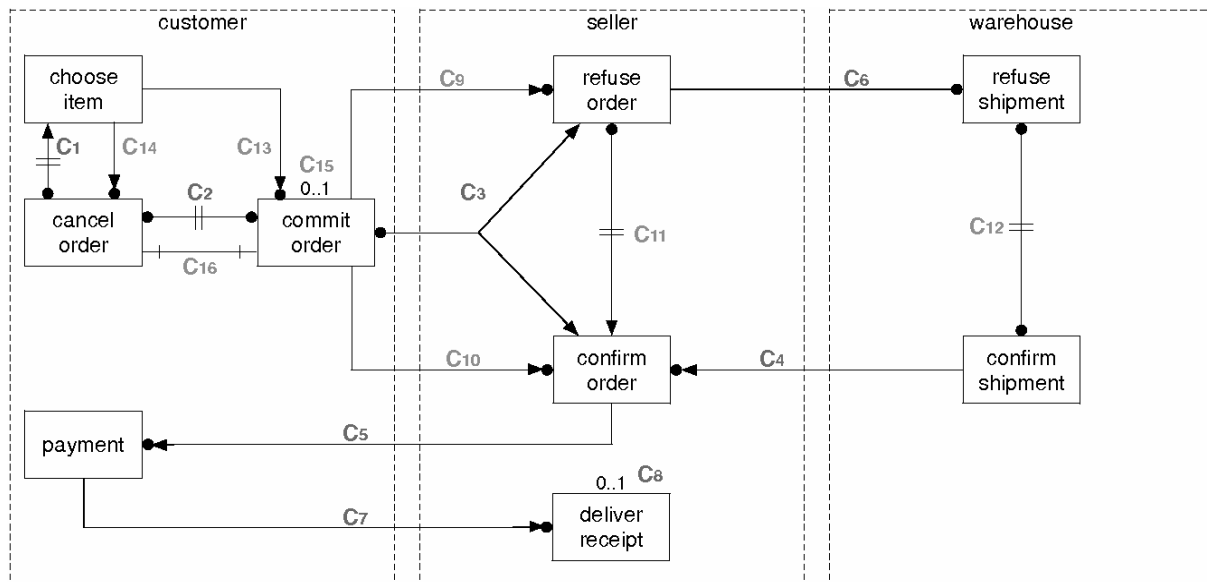 customer
seller
warehouse
choose
item
C9
refuse
order
C6
refuse
shipment
C1
C14
C13
C15
0..1
C2
C3
cancel
order
commit
order
C11
C12
C16
C10
confirm
order
C4
confirm
shipment
payment
C5
0..1
C8
C7
deliver
receipt